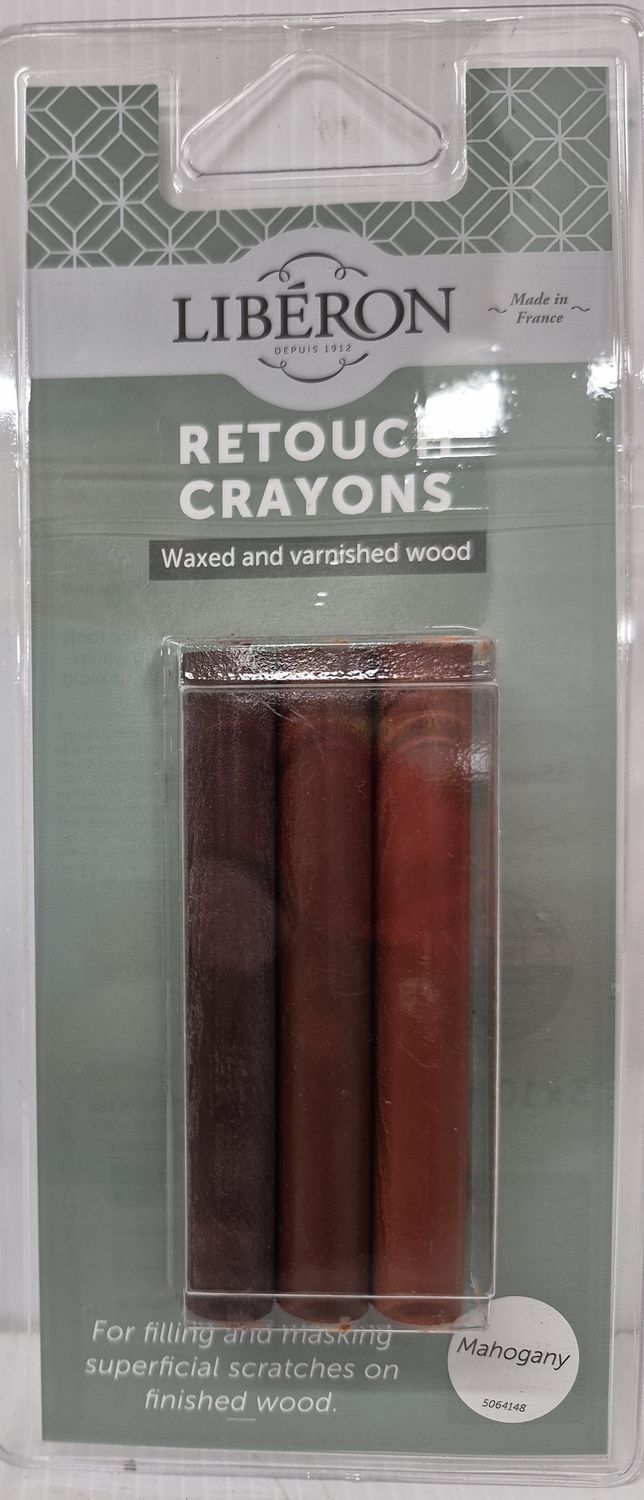 LIBÉRON
DEPUIS 1912
Made in
France
RETOUCH
CRAYONS
Waxed and varnished wood
For filling and masking
superficial scratches on
finished wood.
Mahogany
5064148